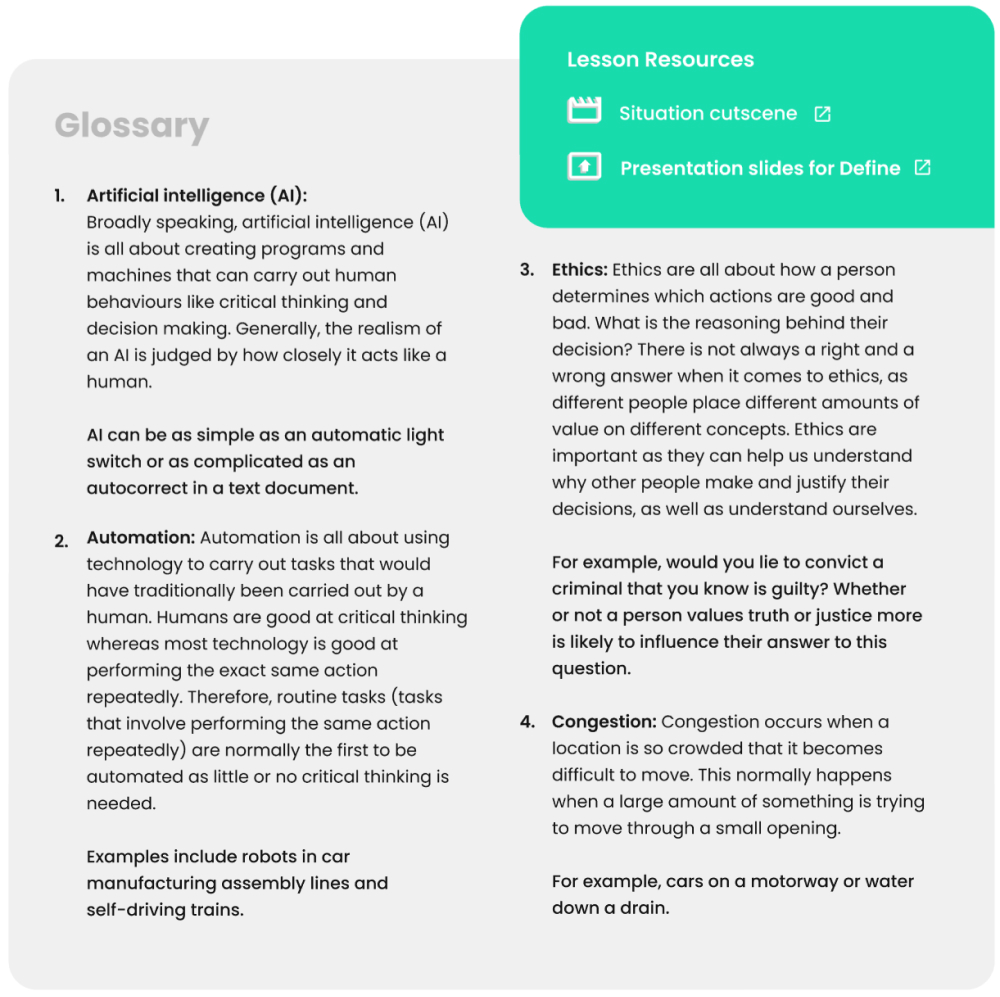 Lesson Resources
Situation cutscene
Presentation slides for Define
Glossary
1. Artificial intelligence (AI):
Broadly speaking, artificial intelligence (AI)
is all about creating programs and
machines that can carry out human
behaviours like critical thinking and
decision making. Generally, the realism of
an AI is judged by how closely it acts like a
human.
AI can be as simple as an automatic light
switch or as complicated as an
autocorrect in a text document.
2. Automation: Automation is all about using
technology to carry out tasks that would
have traditionally been carried out by a
human. Humans are good at critical thinking
whereas most technology is good at
performing the exact same action
repeatedly. Therefore, routine tasks (tasks
that involve performing the same action
repeatedly) are normally the first to be
automated as little or no critical thinking is
needed.
Examples include robots in car
manufacturing assembly lines and
self-driving trains.
3. Ethics: Ethics are all about how a person
determines which actions are good and
bad. What is the reasoning behind their
decision? There is not always a right and a
wrong answer when it comes to ethics, as
different people place different amounts of
value on different concepts. Ethics are
important as they can help us understand
why other people make and justify their
decisions, as well as understand ourselves.
For example, would you lie to convict a
criminal that you know is guilty? Whether
or not a person values truth or justice more
is likely to influence their answer to this
question.
4. Congestion: Congestion occurs when a
location is so crowded that it becomes
difficult to move. This normally happens
when a large amount of something is trying
to move through a small opening.
For example, cars on a motorway or water
down a drain.